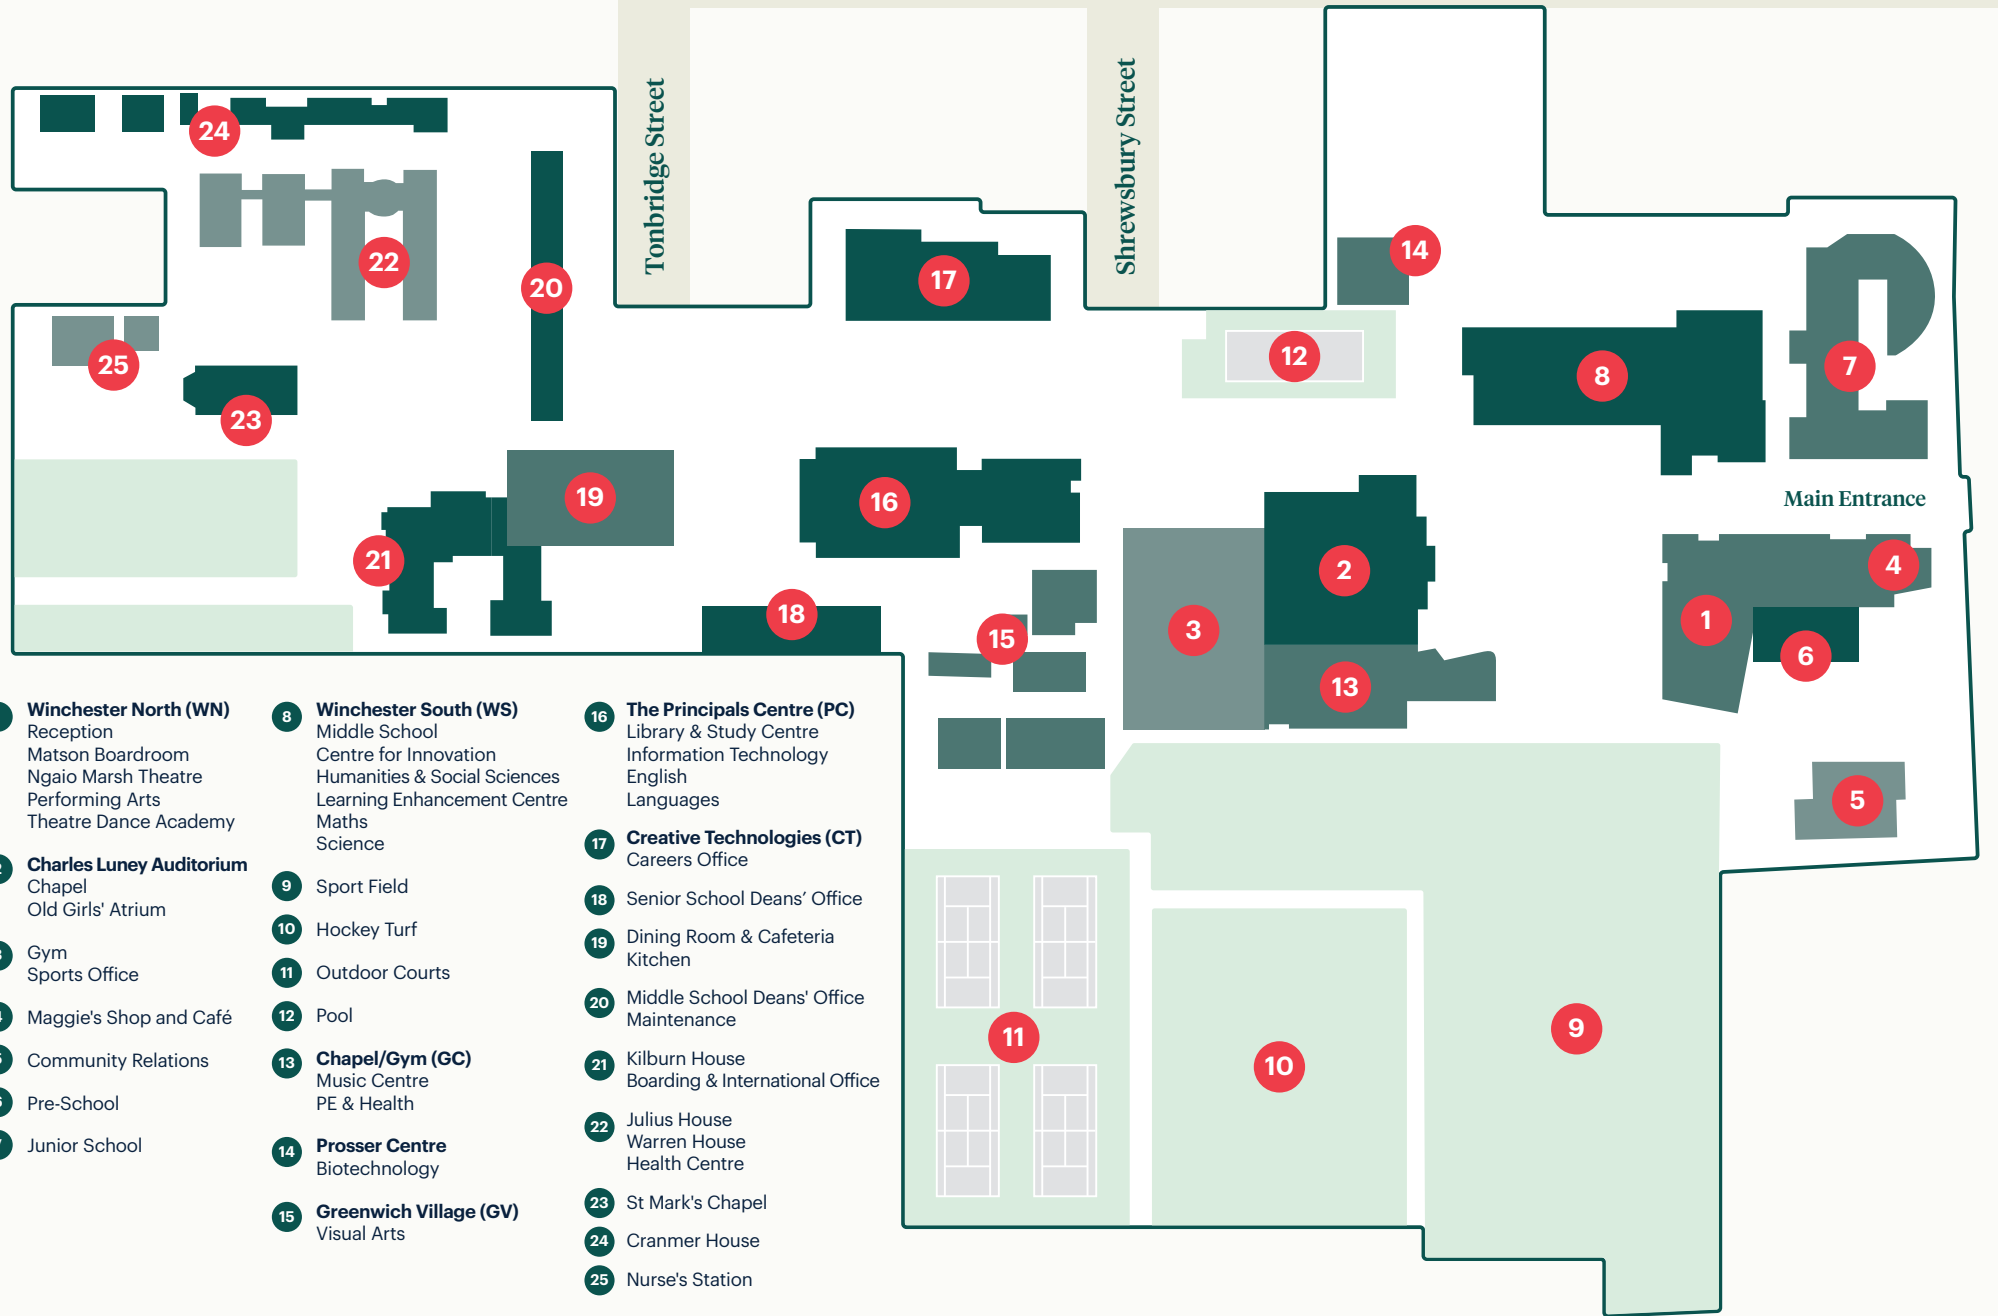 Tonbridge Street
Shrewsbury Street
24
22
20
17
14
12
25
23
8
7
19
16
21
Main Entrance
2
4
18
15
3
1
6
13
5
11
10
9
Winchester North (WN)
Reception
Matson Boardroom
Ngaio Marsh Theatre
Performing Arts
Theatre Dance Academy
Charles Luney Auditorium
Chapel
Old Girls' Atrium
Gym
Sports Office
Maggie's Shop and Café
Community Relations
Pre-School
Junior School
8 Winchester South (WS)
Middle School
Centre for Innovation
Humanities & Social Sciences
Learning Enhancement Centre
Maths
Science
9 Sport Field
10 Hockey Turf
11 Outdoor Courts
12 Pool
13 Chapel/Gym (GC)
Music Centre
PE & Health
14 Prosser Centre
Biotechnology
15 Greenwich Village (GV)
Visual Arts
16 The Principals Centre (PC)
Library & Study Centre
Information Technology
English
Languages
17 Creative Technologies (CT)
Careers Office
18 Senior School Deans’ Office
19 Dining Room & Cafeteria
Kitchen
20 Middle School Deans' Office
Maintenance
21 Kilburn House
Boarding & International Office
22 Julius House
Warren House
Health Centre
23 St Mark's Chapel
24 Cranmer House
25 Nurse's Station